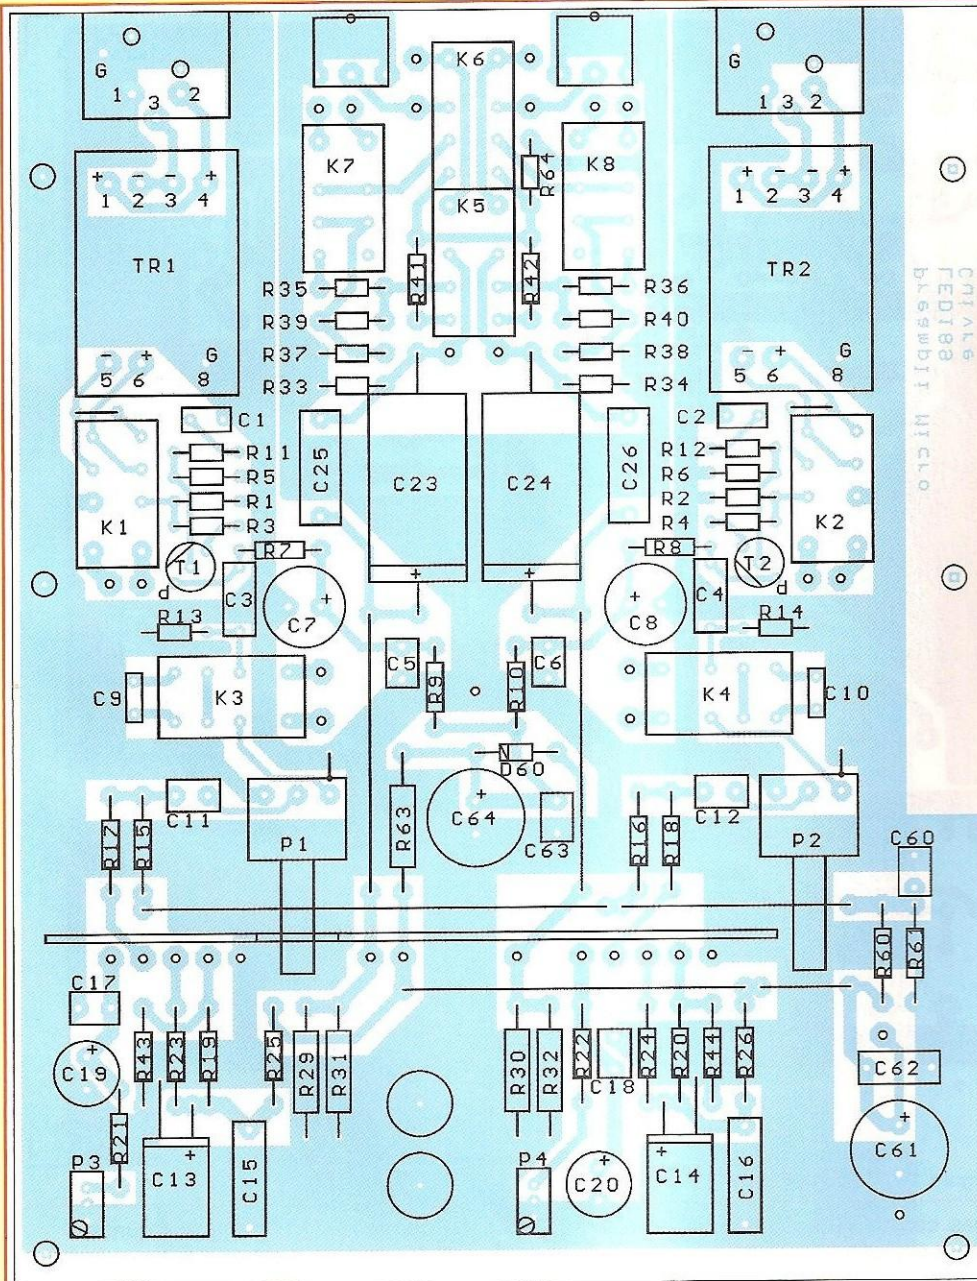 G
1 3 2
K6
G
1 3 2
K7
R64
K8
+ - - +
1 2 3 4
K5
+ - - +
1 2 3 4
TR1
R41
R42
TR2
R35
R36
R39
R40
R37
R38
- + G
5 6 8
- + G
5 6 8
R33
R34
C1
C2
R11
R12
R5
R6
C25
C23
C24
C26
R1
R2
K1
R3
R4
K2
R7
R8
T1
T2
d
d
C3
+
C7
+
+
+
C8
C4
R13
R14
C5
C6
C9
K3
R9
R10
K4
C10
D60
C11
+
C64
C12
R17
R15
P1
R63
C63
R16
R18
P2
C60
R60
R61
C17
C19
+
R43
R23
R19
R25
R29
R31
R30
R32
R22
C18
R24
R20
R44
R26
C62
R21
P3
+
C13
C15
P4
+
C20
+
C14
C16
+
C61
Cuivre
LED189
préampli Micro